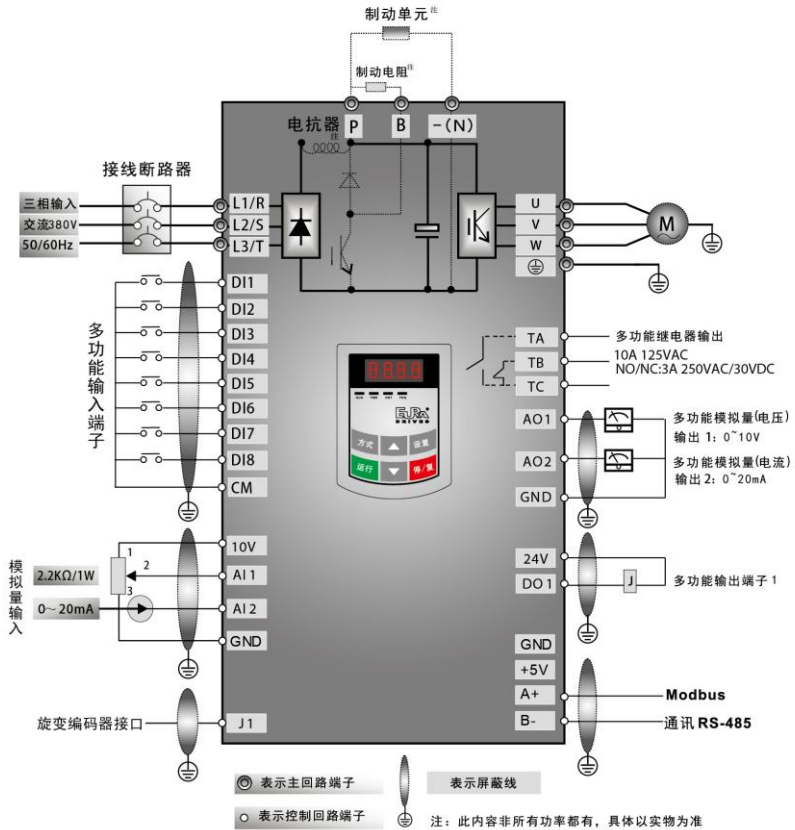 制动单元注
制动电阻注
电抗器注
P
B
-(N)
接线断路器
三相输入
交流380V
50/60Hz
L1/R
L2/S
L3/T
U
V
W
M
DI1
DI2
DI3
DI4
DI5
DI6
DI7
DI8
CM
多功能输入端子
TA
TB
TC
多功能继电器输出
10A 125VAC
NO/NC:3A 250VAC/30VDC
EURA
DRIVES
方式
设置
运行
停/复
AO1
AO2
GND
多功能模拟量(电压)
输出 1: 0~10V
多功能模拟量(电流)
输出 2: 0~20mA
模拟量输入
2.2KΩ/1W
0~20mA
1
2
3
10V
AI1
AI2
GND
24V
DO1
J
多功能输出端子1
GND
+5V
A+
B-
Modbus
通讯 RS-485
旋变编码器接口
J1
表示主回路端子
表示屏蔽线
表示控制回路端子
注: 此内容非所有功率都有, 具体以实物为准